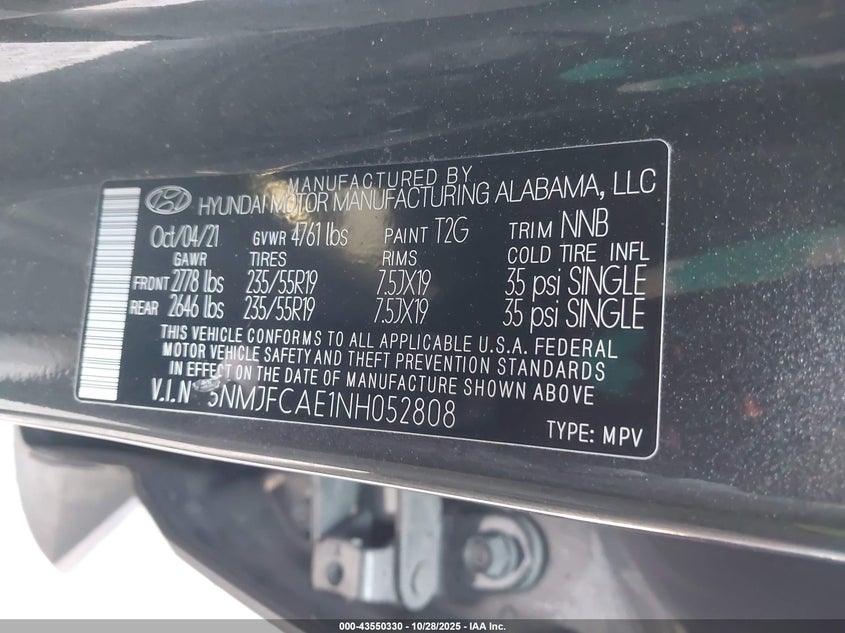 MANUFACTURED BY
HYUNDAI MOTOR MANUFACTURING ALABAMA, LLC
Oct/04/21 GVWR 4761 lbs PAINT T2G TRIM NNB
GAWR TIRES RIMS COLD TIRE INFL
FRONT 2778 lbs 235/55R19 7.5JX19 35 psi SINGLE
REAR 2646 lbs 235/55R19 7.5JX19 35 psi SINGLE
THIS VEHICLE CONFORMS TO ALL APPLICABLE U.S.A. FEDERAL
MOTOR VEHICLE SAFETY AND THEFT PREVENTION STANDARDS
IN EFFECT ON THE DATE OF MANUFACTURE SHOWN ABOVE
V.I.N 5NMJFCAE1NH052808
TYPE: MPV
000-43550330 - 10/28/2025 - IAA Inc.